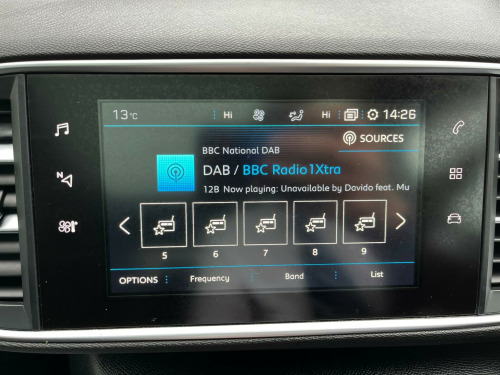 13°C Hi Hi 14:26
SOURCES
BBC National DAB
DAB / BBC Radio 1Xtra
12B Now playing: Unavailable by Davido feat. Mu
N
5 6 7 8 9
OPTIONS Frequency Band List